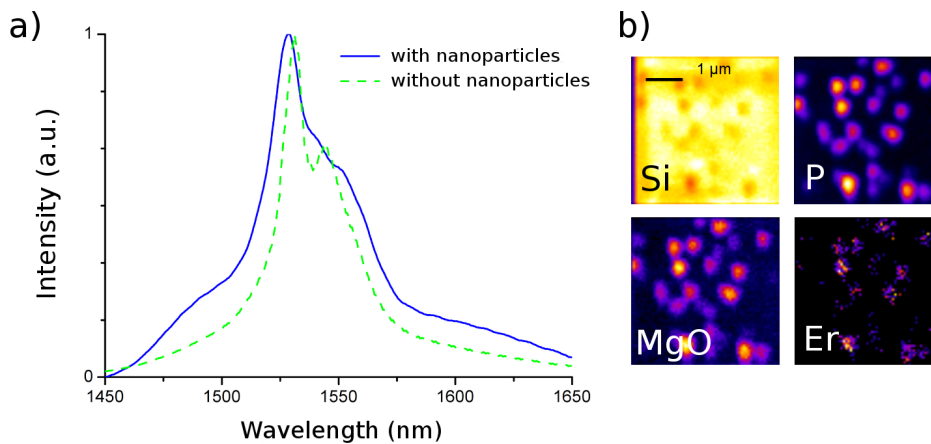 a)
b)
1
with nanoparticles
without nanoparticles
Intensity (a.u.)
0
1450
1500
1550
1600
1650
Wavelength (nm)
1 µm
Si
P
MgO
Er